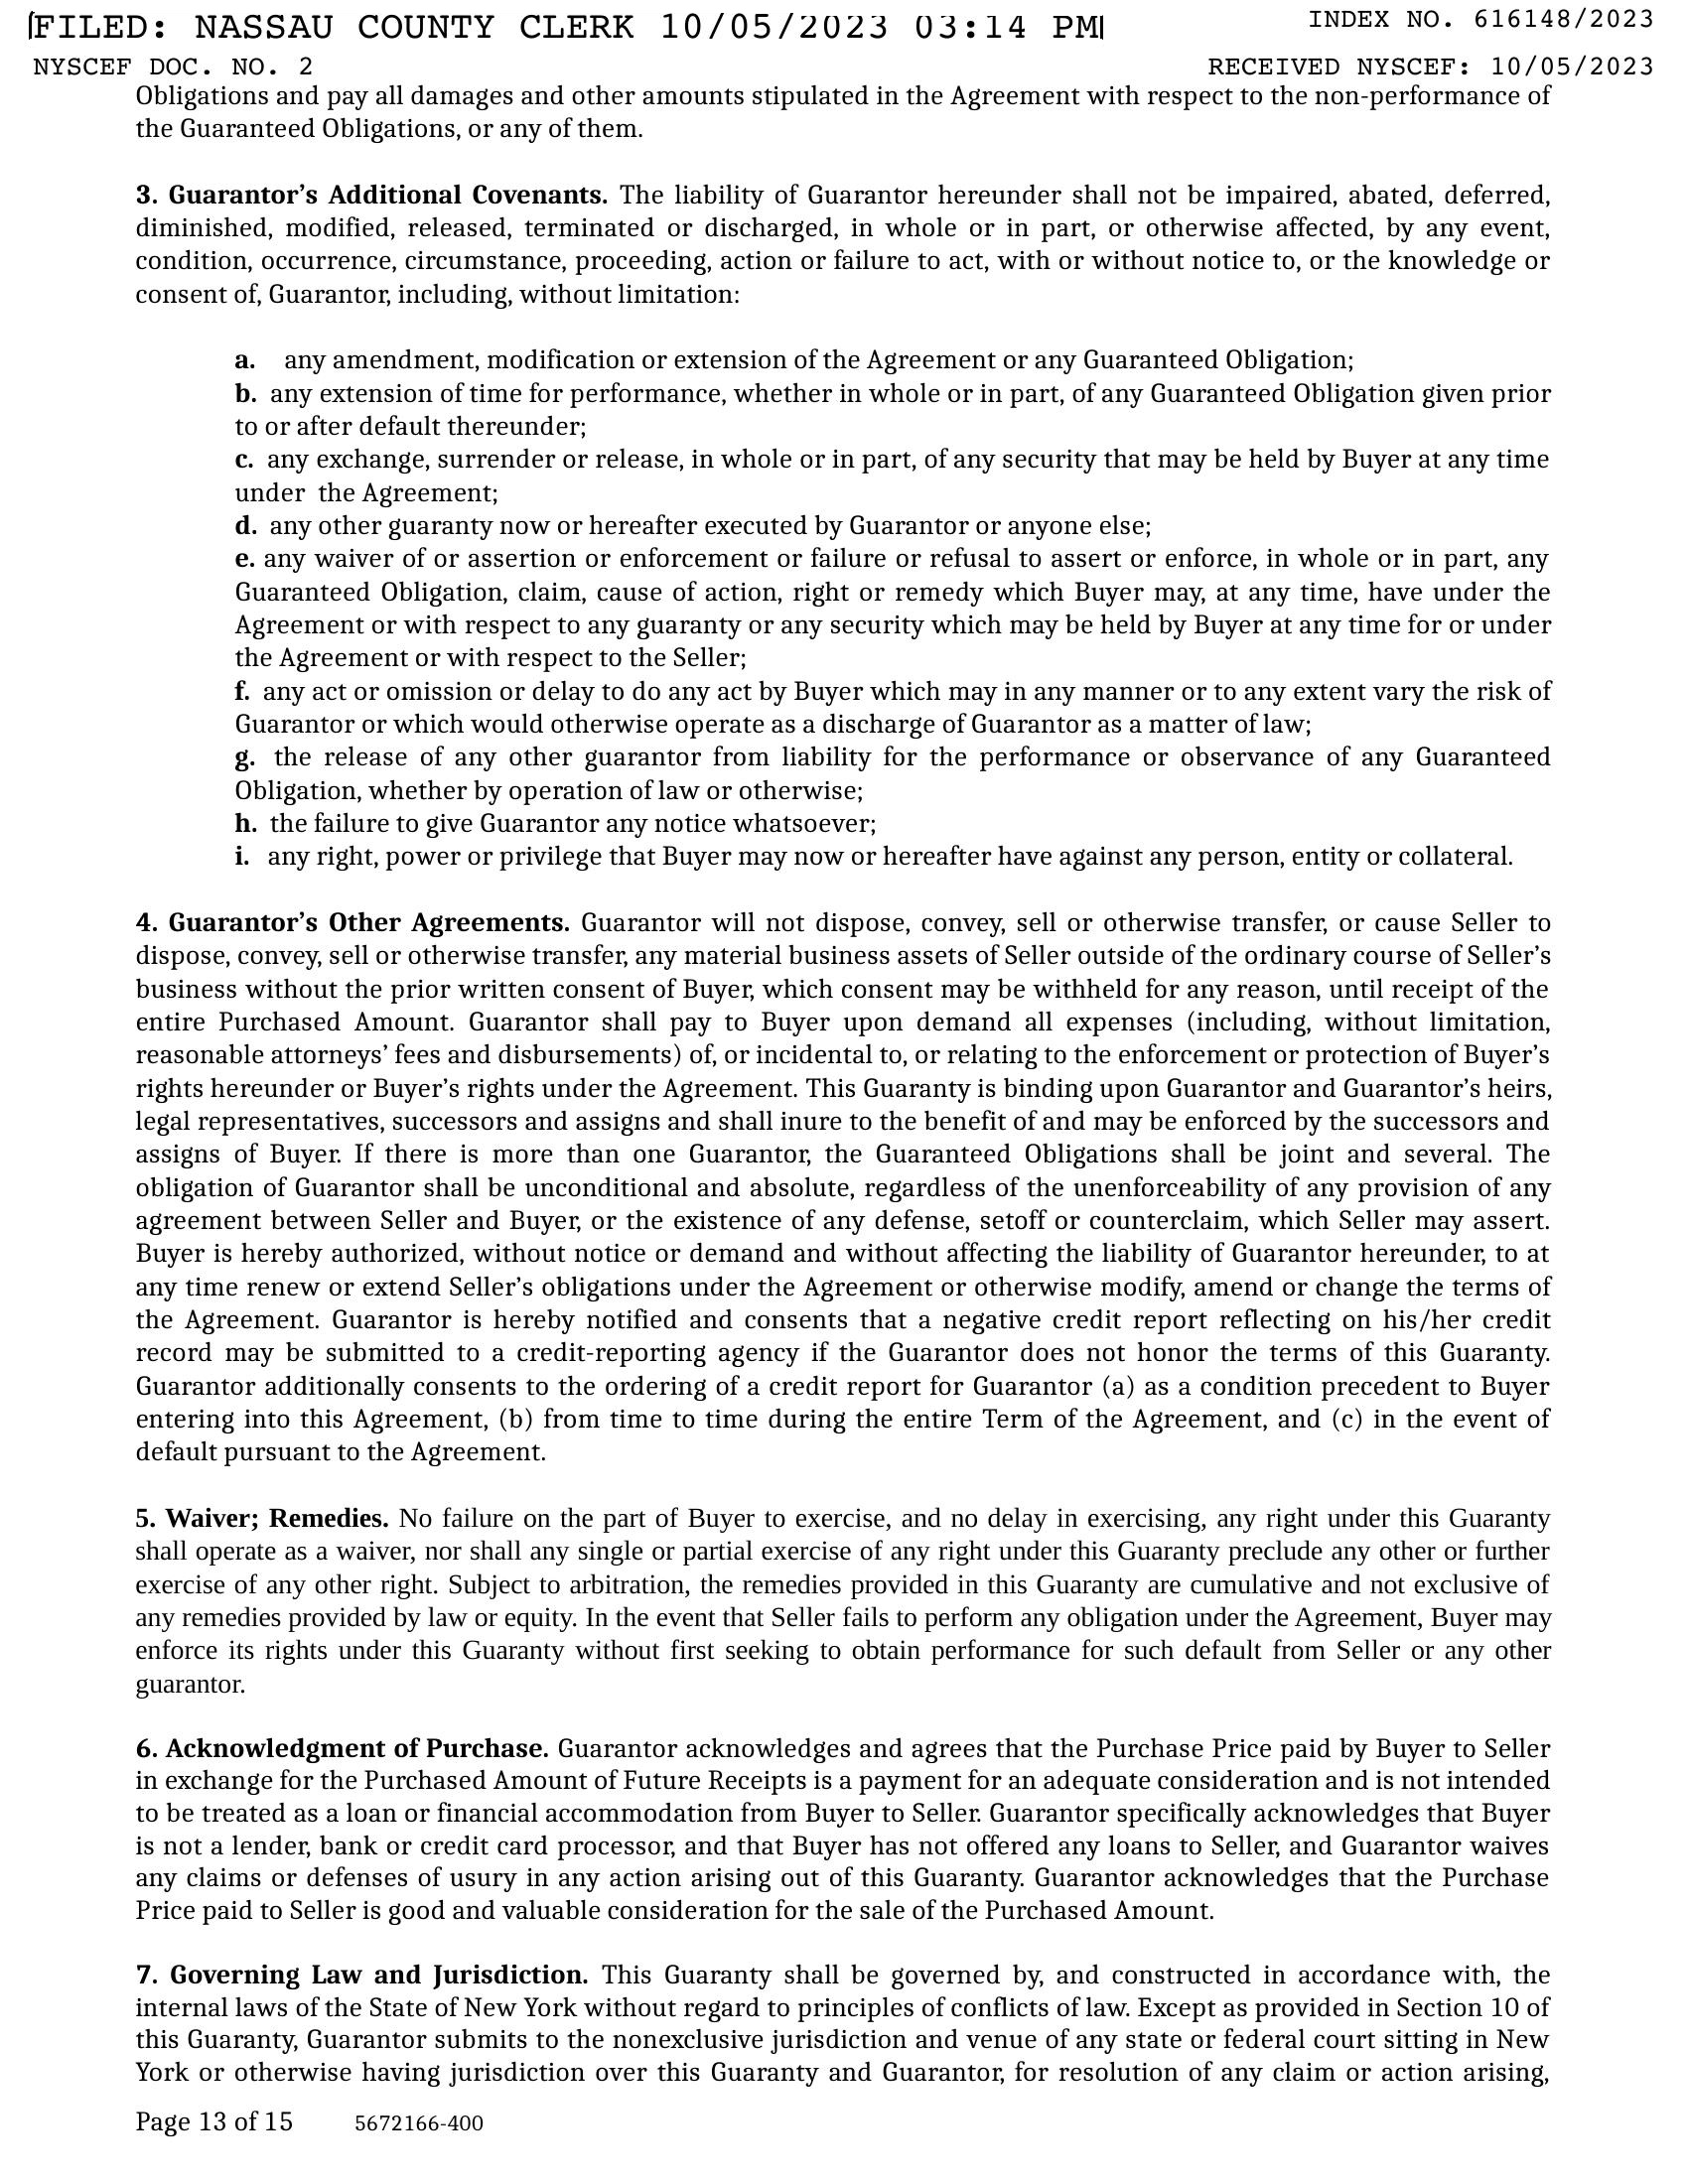 FILED: NASSAU COUNTY CLERK 10/05/2023 03:14 PM
INDEX NO. 616148/2023
NYSCEF DOC. NO. 2
RECEIVED NYSCEF: 10/05/2023
Obligations and pay all damages and other amounts stipulated in the Agreement with respect to the non-performance of
the Guaranteed Obligations, or any of them.
3. Guarantor’s Additional Covenants. The liability of Guarantor hereunder shall not be impaired, abated, deferred,
diminished, modified, released, terminated or discharged, in whole or in part, or otherwise affected, by any event,
condition, occurrence, circumstance, proceeding, action or failure to act, with or without notice to, or the knowledge or
consent of, Guarantor, including, without limitation:
a. any amendment, modification or extension of the Agreement or any Guaranteed Obligation;
b. any extension of time for performance, whether in whole or in part, of any Guaranteed Obligation given prior
to or after default thereunder;
c. any exchange, surrender or release, in whole or in part, of any security that may be held by Buyer at any time
under the Agreement;
d. any other guaranty now or hereafter executed by Guarantor or anyone else;
e. any waiver of or assertion or enforcement or failure or refusal to assert or enforce, in whole or in part, any
Guaranteed Obligation, claim, cause of action, right or remedy which Buyer may, at any time, have under the
Agreement or with respect to any guaranty or any security which may be held by Buyer at any time for or under
the Agreement or with respect to the Seller;
f. any act or omission or delay to do any act by Buyer which may in any manner or to any extent vary the risk of
Guarantor or which would otherwise operate as a discharge of Guarantor as a matter of law;
g. the release of any other guarantor from liability for the performance or observance of any Guaranteed
Obligation, whether by operation of law or otherwise;
h. the failure to give Guarantor any notice whatsoever;
i. any right, power or privilege that Buyer may now or hereafter have against any person, entity or collateral.
4. Guarantor’s Other Agreements. Guarantor will not dispose, convey, sell or otherwise transfer, or cause Seller to
dispose, convey, sell or otherwise transfer, any material business assets of Seller outside of the ordinary course of Seller’s
business without the prior written consent of Buyer, which consent may be withheld for any reason, until receipt of the
entire Purchased Amount. Guarantor shall pay to Buyer upon demand all expenses (including, without limitation,
reasonable attorneys’ fees and disbursements) of, or incidental to, or relating to the enforcement or protection of Buyer’s
rights hereunder or Buyer’s rights under the Agreement. This Guaranty is binding upon Guarantor and Guarantor’s heirs,
legal representatives, successors and assigns and shall inure to the benefit of and may be enforced by the successors and
assigns of Buyer. If there is more than one Guarantor, the Guaranteed Obligations shall be joint and several. The
obligation of Guarantor shall be unconditional and absolute, regardless of the unenforceability of any provision of any
agreement between Seller and Buyer, or the existence of any defense, setoff or counterclaim, which Seller may assert.
Buyer is hereby authorized, without notice or demand and without affecting the liability of Guarantor hereunder, to at
any time renew or extend Seller’s obligations under the Agreement or otherwise modify, amend or change the terms of
the Agreement. Guarantor is hereby notified and consents that a negative credit report reflecting on his/her credit
record may be submitted to a credit-reporting agency if the Guarantor does not honor the terms of this Guaranty.
Guarantor additionally consents to the ordering of a credit report for Guarantor (a) as a condition precedent to Buyer
entering into this Agreement, (b) from time to time during the entire Term of the Agreement, and (c) in the event of
default pursuant to the Agreement.
5. Waiver; Remedies. No failure on the part of Buyer to exercise, and no delay in exercising, any right under this Guaranty
shall operate as a waiver, nor shall any single or partial exercise of any right under this Guaranty preclude any other or further
exercise of any other right. Subject to arbitration, the remedies provided in this Guaranty are cumulative and not exclusive of
any remedies provided by law or equity. In the event that Seller fails to perform any obligation under the Agreement, Buyer may
enforce its rights under this Guaranty without first seeking to obtain performance for such default from Seller or any other
guarantor.
6. Acknowledgment of Purchase. Guarantor acknowledges and agrees that the Purchase Price paid by Buyer to Seller
in exchange for the Purchased Amount of Future Receipts is a payment for an adequate consideration and is not intended
to be treated as a loan or financial accommodation from Buyer to Seller. Guarantor specifically acknowledges that Buyer
is not a lender, bank or credit card processor, and that Buyer has not offered any loans to Seller, and Guarantor waives
any claims or defenses of usury in any action arising out of this Guaranty. Guarantor acknowledges that the Purchase
Price paid to Seller is good and valuable consideration for the sale of the Purchased Amount.
7. Governing Law and Jurisdiction. This Guaranty shall be governed by, and constructed in accordance with, the
internal laws of the State of New York without regard to principles of conflicts of law. Except as provided in Section 10 of
this Guaranty, Guarantor submits to the nonexclusive jurisdiction and venue of any state or federal court sitting in New
York or otherwise having jurisdiction over this Guaranty and Guarantor, for resolution of any claim or action arising,
Page 13 of 15 5672166-400